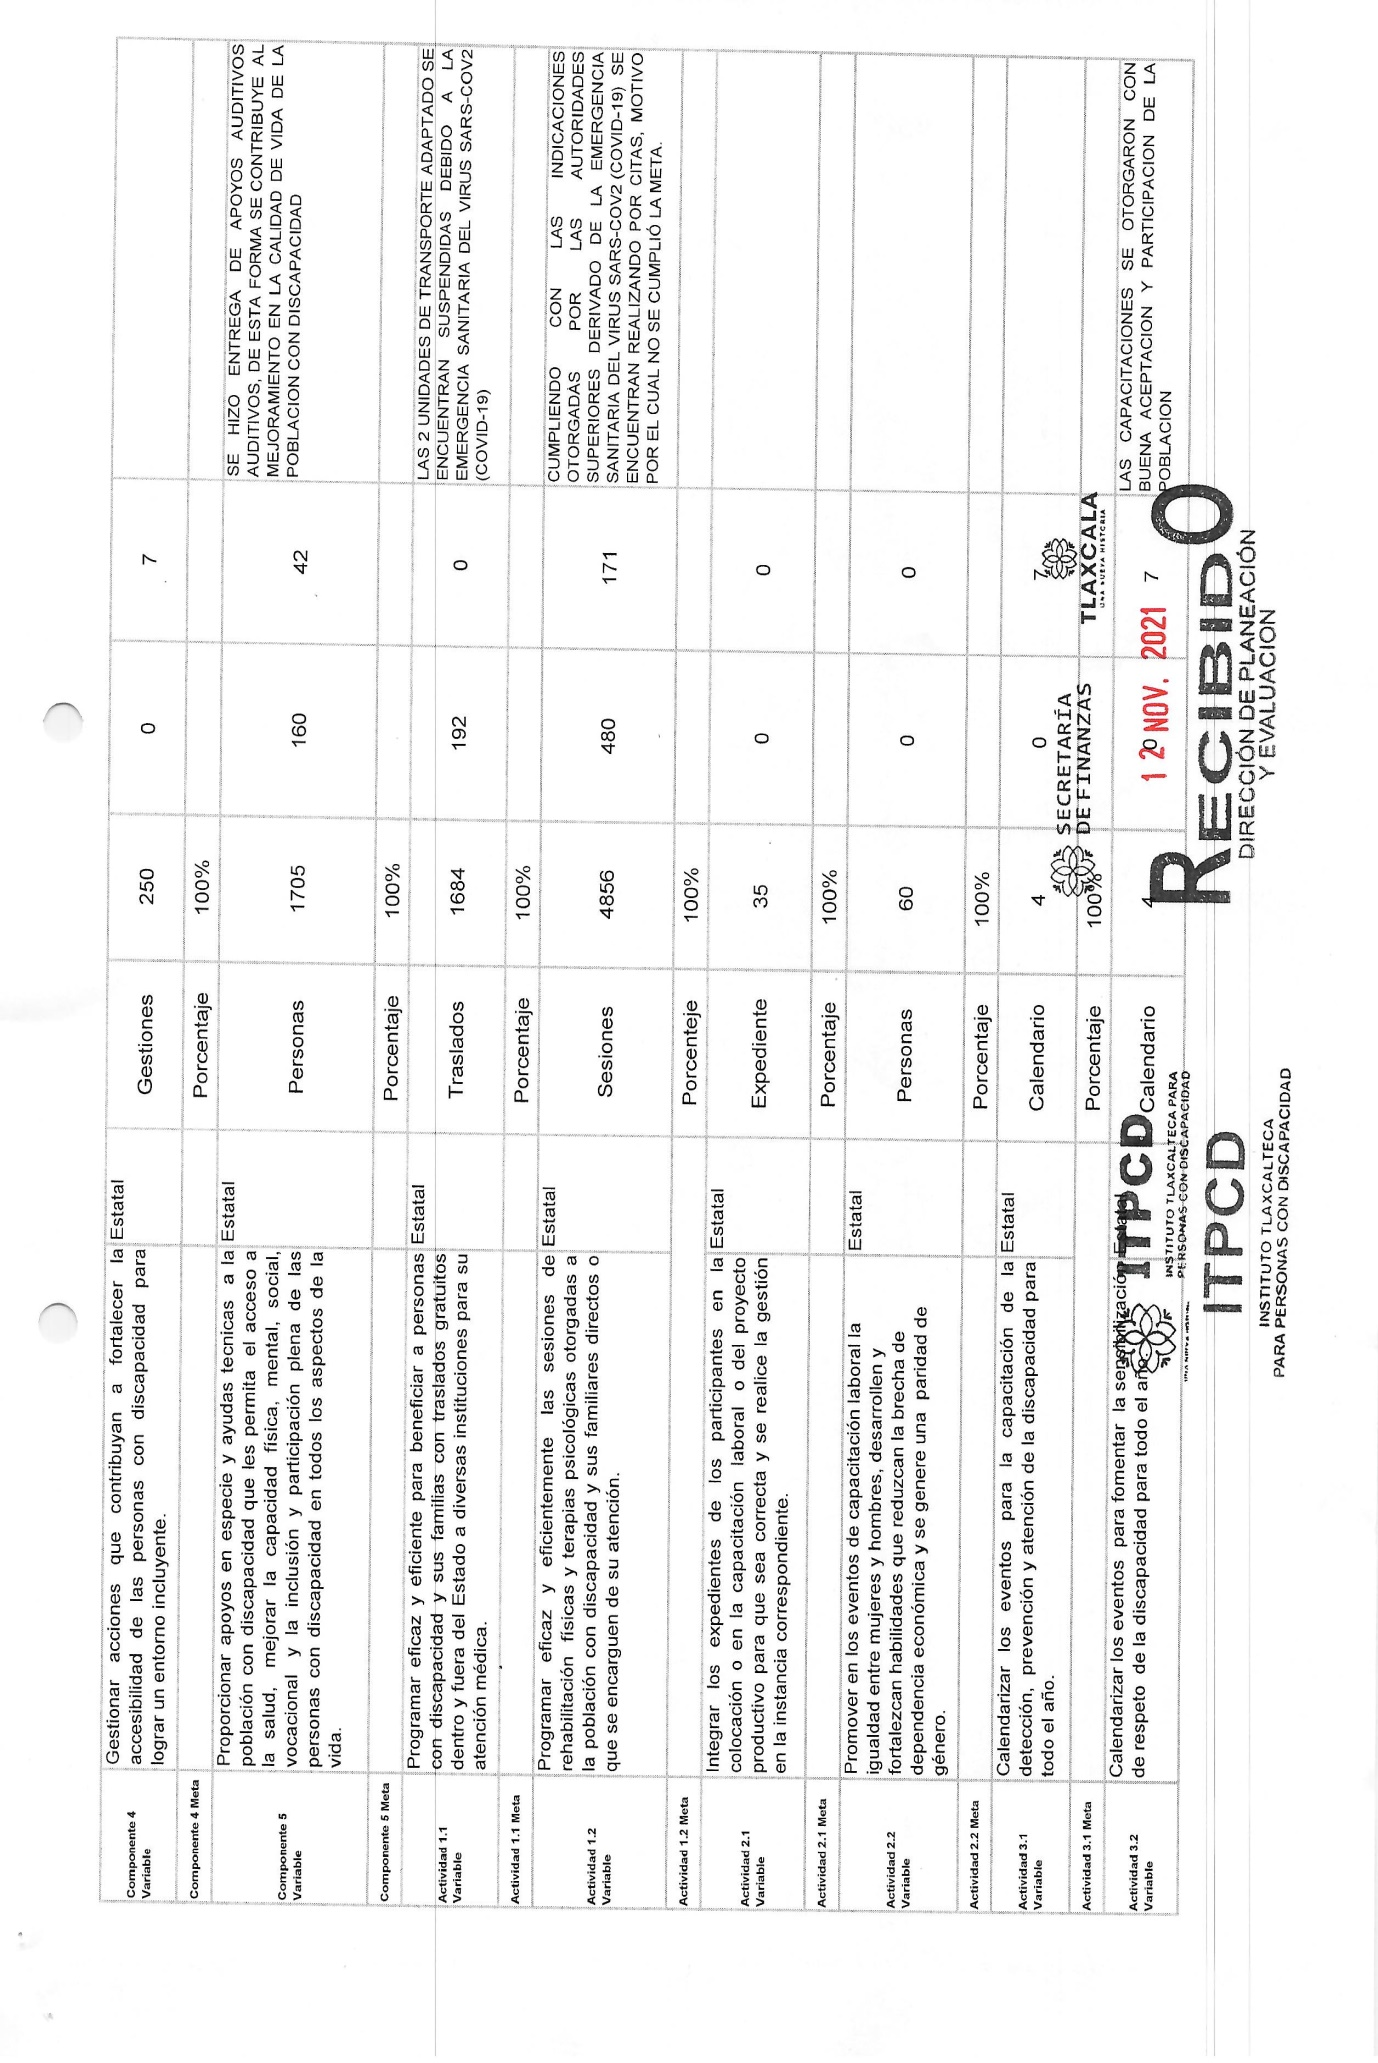 Componente 4
Variable
Gestionar acciones que contribuyan a fortalecer la
accesibilidad de las personas con discapacidad para
lograr un entorno incluyente.
Estatal
Gestiones
250
0
7
Componente 4 Meta
Porcentaje
100%
Componente 5
Variable
Proporcionar apoyos en especie y ayudas tecnicas a la
población con discapacidad que les permita el acceso a
la salud, mejorar la capacidad física, mental, social,
vocacional y la inclusión y participación plena de las
personas con discapacidad en todos los aspectos de la
vida.
Estatal
Personas
1705
160
42
SE HIZO ENTREGA DE APOYOS AUDITIVOS
AUDITIVOS, DE ESTA FORMA SE CONTRIBUYE AL
MEJORAMIENTO EN LA CALIDAD DE VIDA DE LA
POBLACION CON DISCAPACIDAD
Componente 5 Meta
Porcentaje
100%
Actividad 1.1
Variable
Programar eficaz y eficiente para beneficiar a personas
con discapacidad y sus familias con traslados gratuitos
dentro y fuera del Estado a diversas instituciones para su
atención médica.
Estatal
Traslados
1684
192
0
LAS 2 UNIDADES DE TRANSPORTE ADAPTADO SE
ENCUENTRAN SUSPENDIDAS DEBIDO A LA
EMERGENCIA SANITARIA DEL VIRUS SARS-COV2
(COVID-19)
Actividad 1.1 Meta
Porcentaje
100%
Actividad 1.2
Variable
Programar eficaz y eficientemente las sesiones de
rehabilitación físicas y terapias psicológicas otorgadas a
la población con discapacidad y sus familiares directos o
que se encarguen de su atención.
Estatal
Sesiones
4856
480
171
CUMPLIENDO CON LAS INDICACIONES
OTORGADAS POR LAS AUTORIDADES
SUPERIORES DERIVADO DE LA EMERGENCIA
SANITARIA DEL VIRUS SARS-COV2 (COVID-19) SE
ENCUENTRAN REALIZANDO POR CITAS, MOTIVO
POR EL CUAL NO SE CUMPLIÓ LA META.
Actividad 1.2 Meta
Porcenteje
100%
Actividad 2.1
Variable
Integrar los expedientes de los participantes en la
colocación o en la capacitación laboral o del proyecto
productivo para que sea correcta y se realice la gestión
en la instancia correspondiente.
Estatal
Expediente
35
0
0
Actividad 2.1 Meta
Porcentaje
100%
Actividad 2.2
Variable
Promover en los eventos de capacitación laboral la
igualdad entre mujeres y hombres, desarrollen y
fortalezcan habilidades que reduzcan la brecha de
dependencia económica y se genere una paridad de
género.
Estatal
Personas
60
0
0
Actividad 2.2 Meta
Porcentaje
100%
Actividad 3.1
Variable
Calendarizar los eventos para la capacitación de la
detección, prevención y atención de la discapacidad para
todo el año.
Estatal
Calendario
4
0
7
Actividad 3.1 Meta
Porcentaje
100%
Actividad 3.2
Variable
Calendarizar los eventos para fomentar la sensibilización
de respeto de la discapacidad para todo el año.
Estatal
Calendario
4
0
7
LAS CAPACITACIONES SE OTORGARON CON
BUENA ACEPTACION Y PARTICIPACION DE LA
POBLACION
SECRETARÍA
DE FINANZAS
TLAXCALA
UNA NUEVA HISTORIA
12 NOV. 2021
RECIBIDO
DIRECCIÓN DE PLANEACIÓN
Y EVALUACION
ITPCD
INSTITUTO TLAXCALTECA PARA
PERSONAS CON DISCAPACIDAD
ITPCD
INSTITUTO TLAXCALTECA
PARA PERSONAS CON DISCAPACIDAD